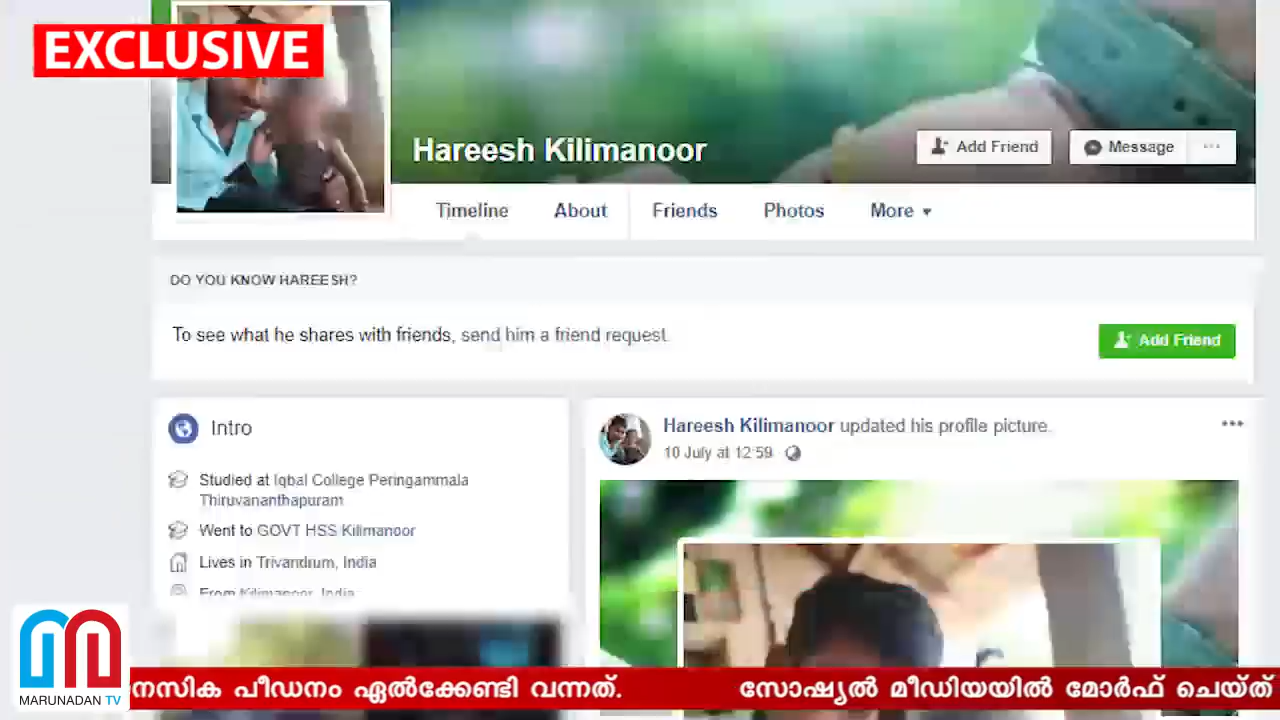 EXCLUSIVE
Hareesh Kilimanoor
Add Friend
Message
Timeline About Friends Photos More
DO YOU KNOW HAREESH?
To see what he shares with friends, send him a friend request.
Add Friend
Intro
Studied at Iqbal College Peringammala
Thiruvananthapuram
Went to GOVT HSS Kilimanoor
Lives in Trivandrum, India
From Kilimanoor, India
Hareesh Kilimanoor updated his profile picture.
10 July at 12:59
MARUNADAN TV
നസിക പീഡനം ഏൽക്കേണ്ടി വന്നത്. സോഷ്യൽ മീഡിയയിൽ മോർഫ് ചെയ്ത്